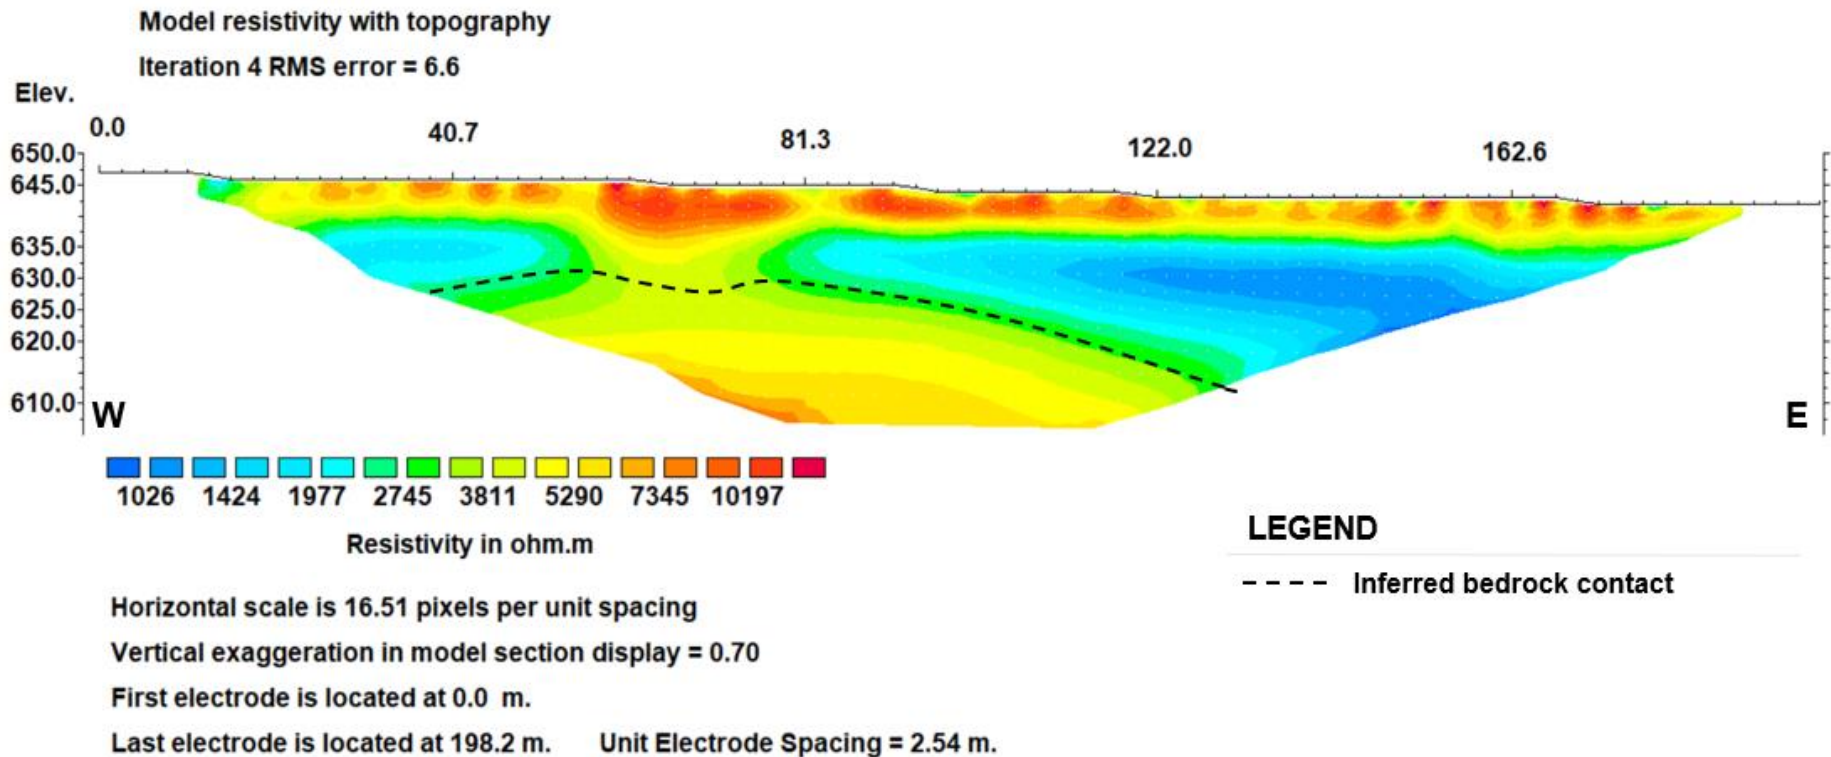 Model resistivity with topography
Iteration 4 RMS error = 6.6
Elev.
0.0 40.7 81.3 122.0 162.6
650.0
645.0
635.0
630.0
625.0
620.0
610.0
W E
1026 1424 1977 2745 3811 5290 7345 10197
Resistivity in ohm.m
LEGEND
Inferred bedrock contact
Horizontal scale is 16.51 pixels per unit spacing
Vertical exaggeration in model section display = 0.70
First electrode is located at 0.0 m.
Last electrode is located at 198.2 m. Unit Electrode Spacing = 2.54 m.